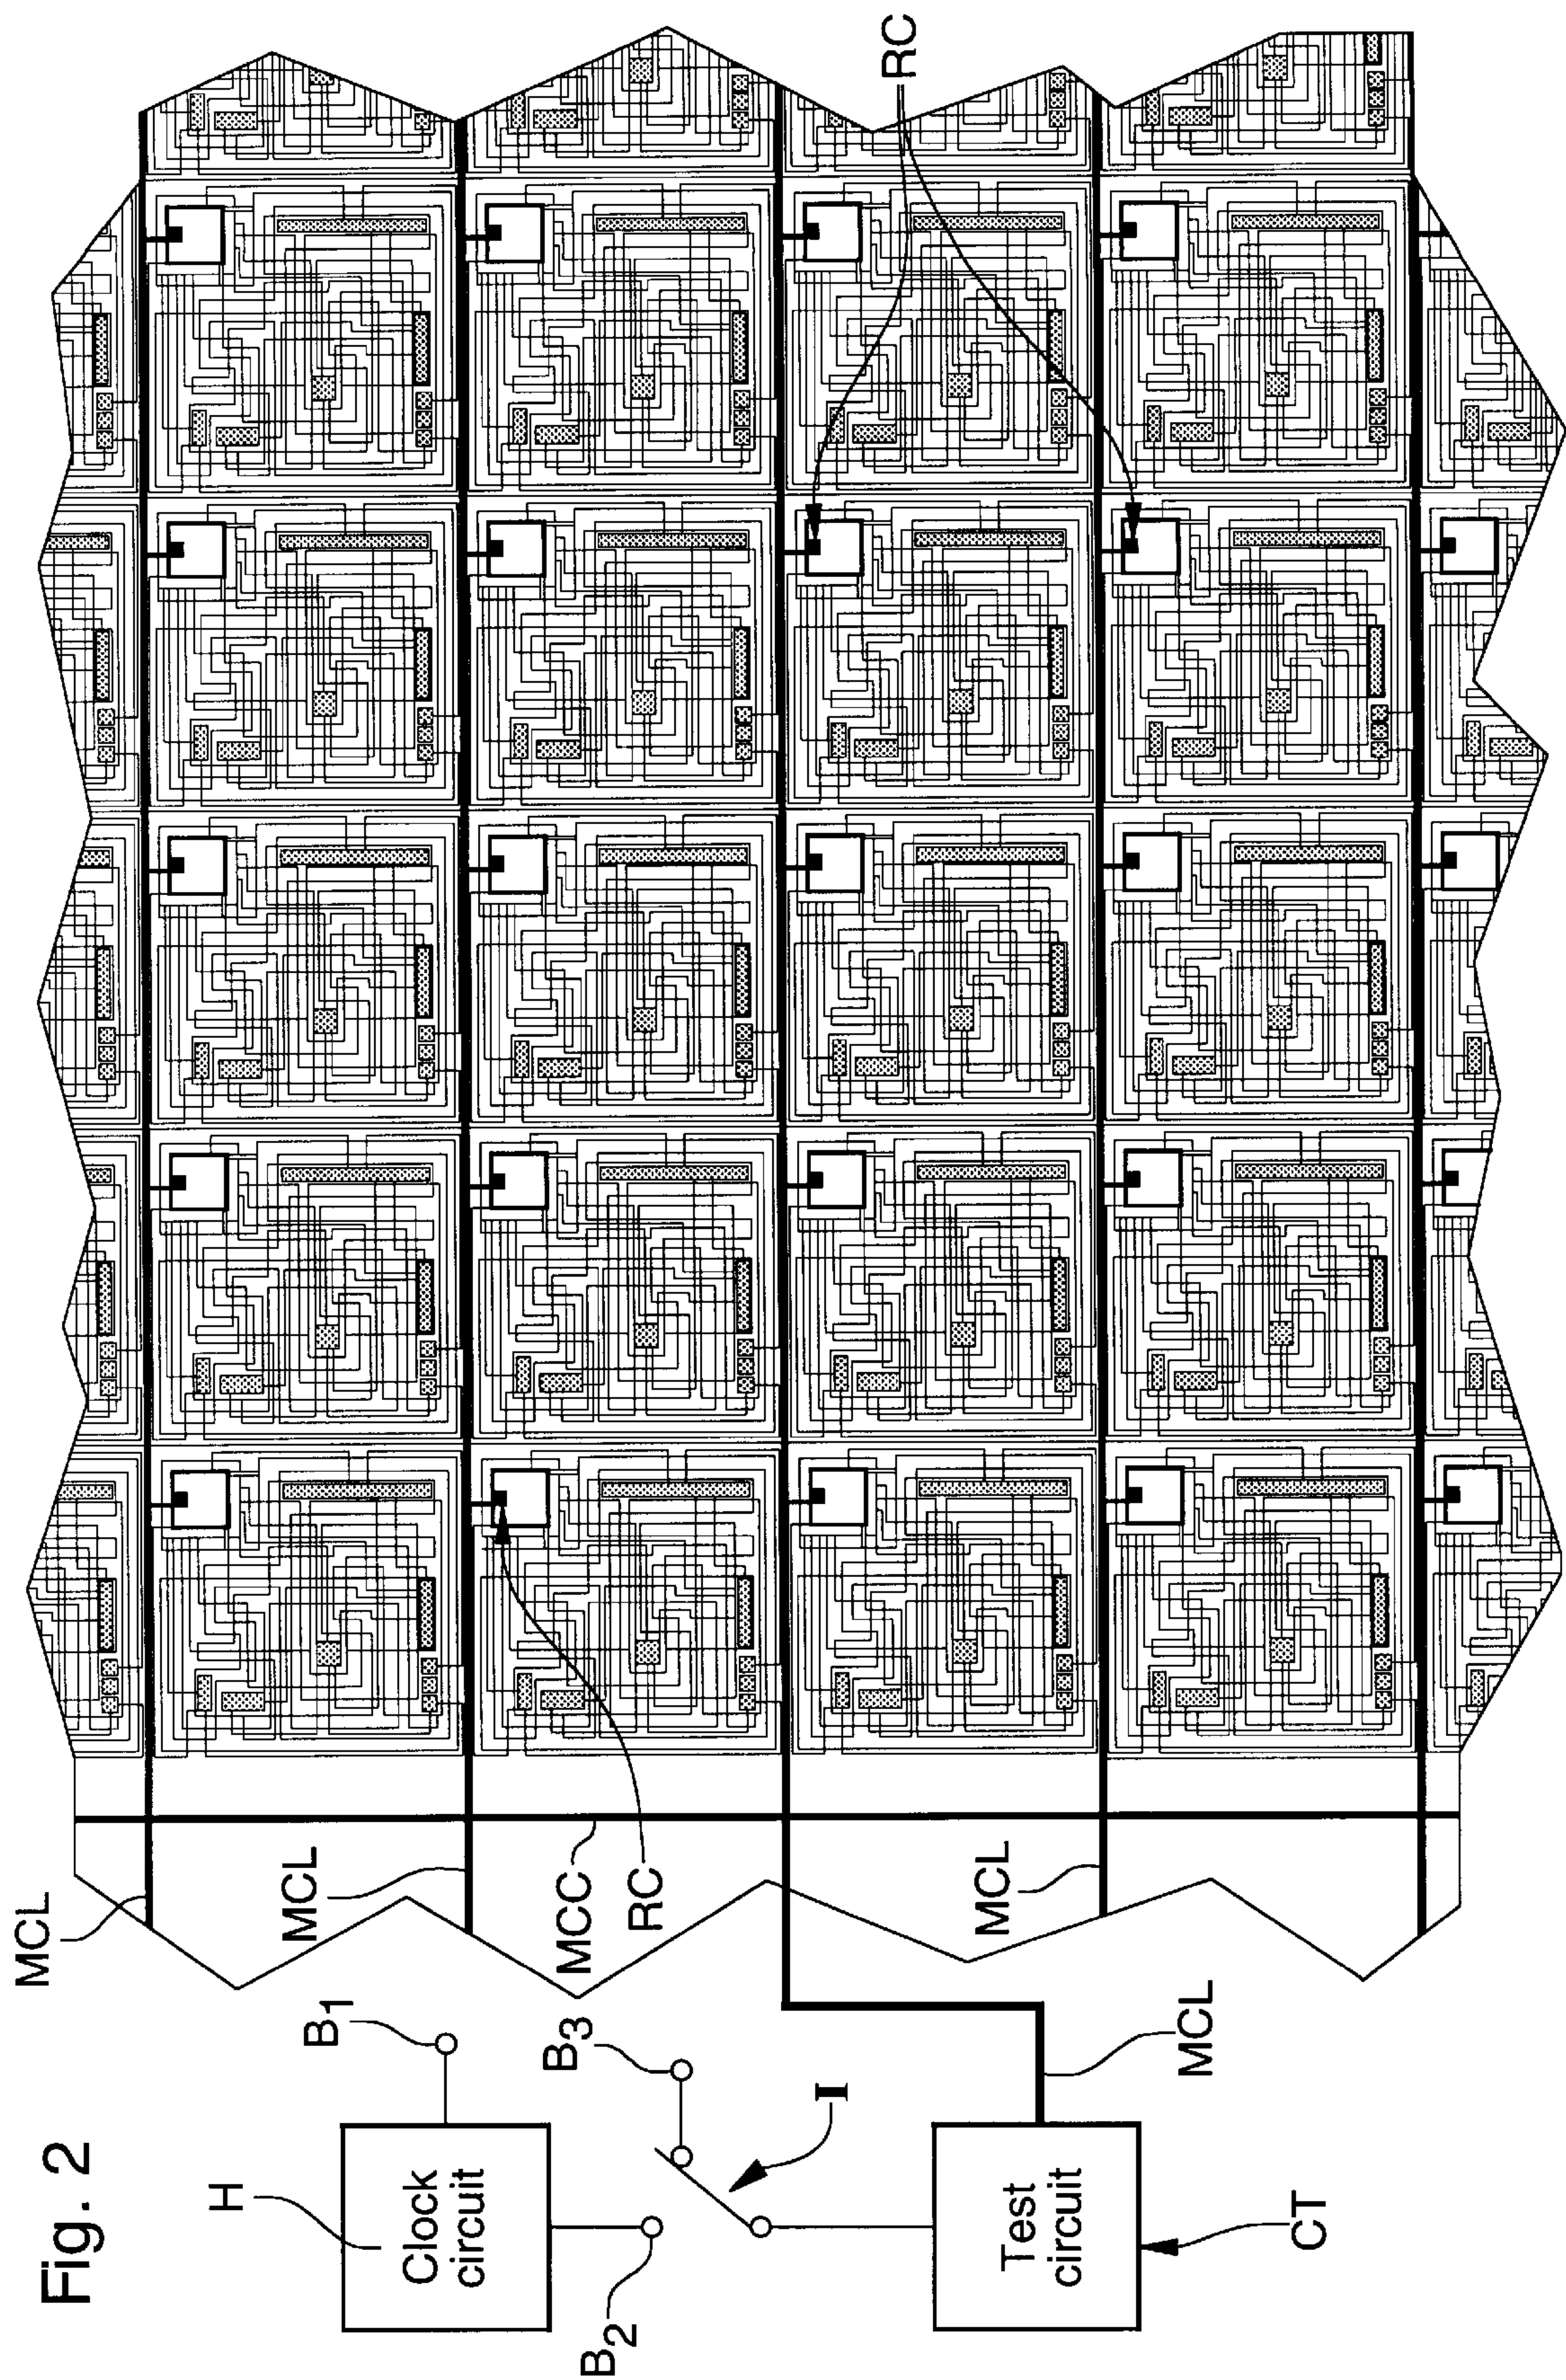 Fig. 2
H
Clock
circuit
B1
B2
B3
I
Test
circuit
CT
MCL
MCL
MCL
MCL
MCC
RC
RC